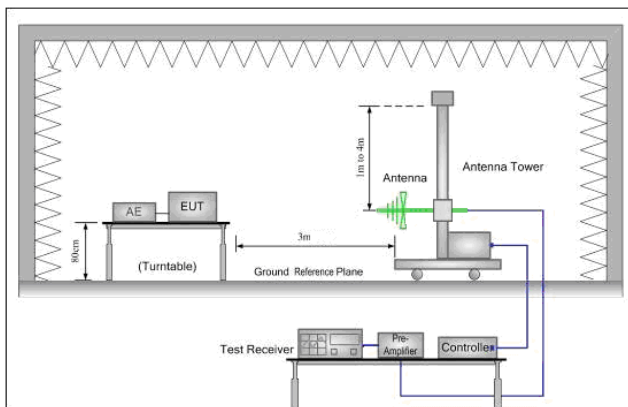 1m to 4m
Antenna
Antenna Tower
AE
EUT
80cm
3m
(Turntable)
Ground Reference Plane
Test Receiver
Pre-
Amplifier
Controller